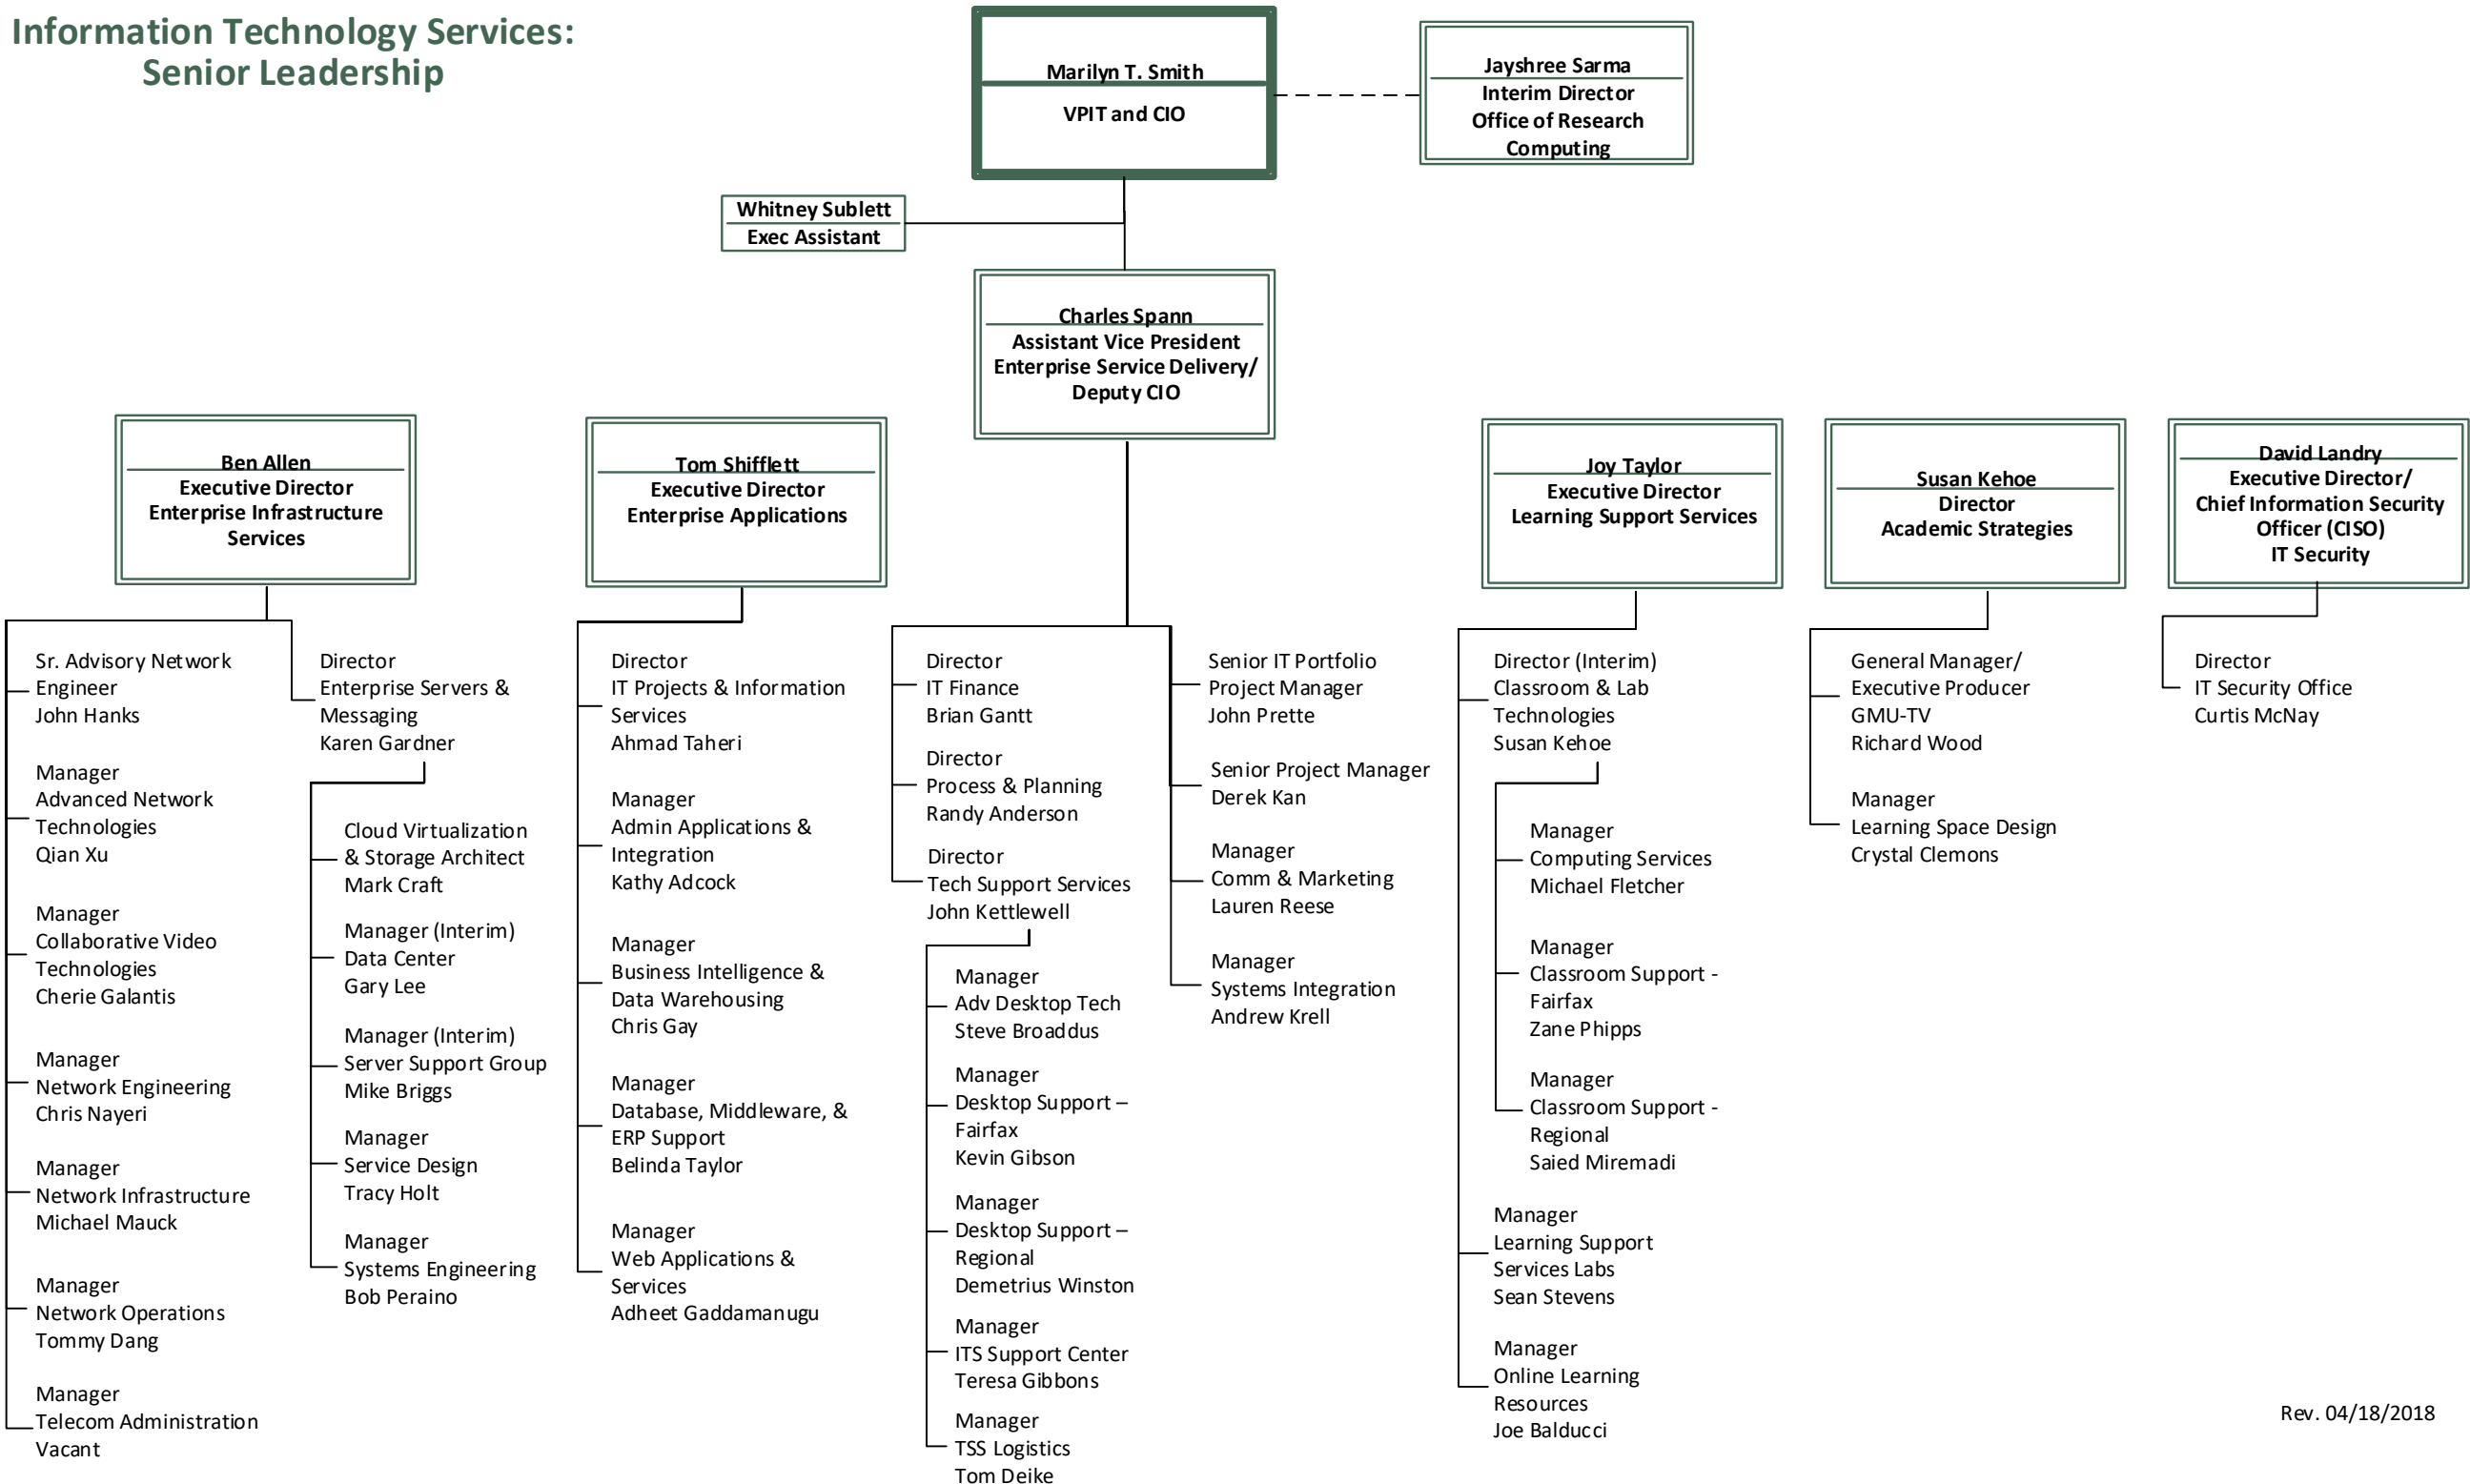 Information Technology Services:
Senior Leadership
Marilyn T. Smith
VPIT and CIO
Jayshree Sarma
Interim Director
Office of Research
Computing
Whitney Sublett
Exec Assistant
Charles Spann
Assistant Vice President
Enterprise Service Delivery/
Deputy CIO
Ben Allen
Executive Director
Enterprise Infrastructure
Services
Tom Shifflett
Executive Director
Enterprise Applications
Joy Taylor
Executive Director
Learning Support Services
Susan Kehoe
Director
Academic Strategies
David Landry
Executive Director/
Chief Information Security
Officer (CISO)
IT Security
Sr. Advisory Network
Engineer
John Hanks
Manager
Advanced Network
Technologies
Qian Xu
Manager
Collaborative Video
Technologies
Cherie Galantis
Manager
Network Engineering
Chris Nayeri
Manager
Network Infrastructure
Michael Mauck
Manager
Network Operations
Tommy Dang
Manager
Telecom Administration
Vacant
Director
Enterprise Servers &
Messaging
Karen Gardner
Cloud Virtualization
& Storage Architect
Mark Craft
Manager (Interim)
Data Center
Gary Lee
Manager (Interim)
Server Support Group
Mike Briggs
Manager
Service Design
Tracy Holt
Manager
Systems Engineering
Bob Peraino
Director
IT Projects & Information
Services
Ahmad Taheri
Manager
Admin Applications &
Integration
Kathy Adcock
Manager
Business Intelligence &
Data Warehousing
Chris Gay
Manager
Database, Middleware, &
ERP Support
Belinda Taylor
Manager
Web Applications &
Services
Adheet Gaddamanugu
Director
IT Finance
Brian Gantt
Director
Process & Planning
Randy Anderson
Director
Tech Support Services
John Kettlewell
Manager
Adv Desktop Tech
Steve Broaddus
Manager
Desktop Support –
Fairfax
Kevin Gibson
Manager
Desktop Support –
Regional
Demetrius Winston
Manager
ITS Support Center
Teresa Gibbons
Manager
TSS Logistics
Tom Deike
Senior IT Portfolio
Project Manager
John Prette
Senior Project Manager
Derek Kan
Manager
Comm & Marketing
Lauren Reese
Manager
Systems Integration
Andrew Krell
Director (Interim)
Classroom & Lab
Technologies
Susan Kehoe
Manager
Computing Services
Michael Fletcher
Manager
Classroom Support -
Fairfax
Zane Phipps
Manager
Classroom Support -
Regional
Saied Miremadi
Manager
Learning Support
Services Labs
Sean Stevens
Manager
Online Learning
Resources
Joe Balducci
General Manager/
Executive Producer
GMU-TV
Richard Wood
Manager
Learning Space Design
Crystal Clemons
Director
IT Security Office
Curtis McNay
Rev. 04/18/2018